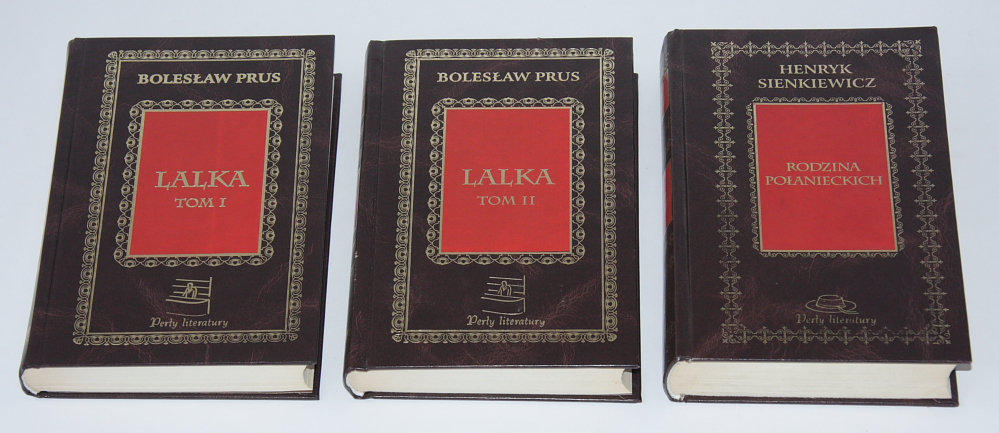 BOLESŁAW PRUS
LALKA
TOM I
Perły literatury
BOLESŁAW PRUS
LALKA
TOM II
Perły literatury
HENRYK
SIENKIEWICZ
RODZINA
POŁANIECKICH
Perły literatury